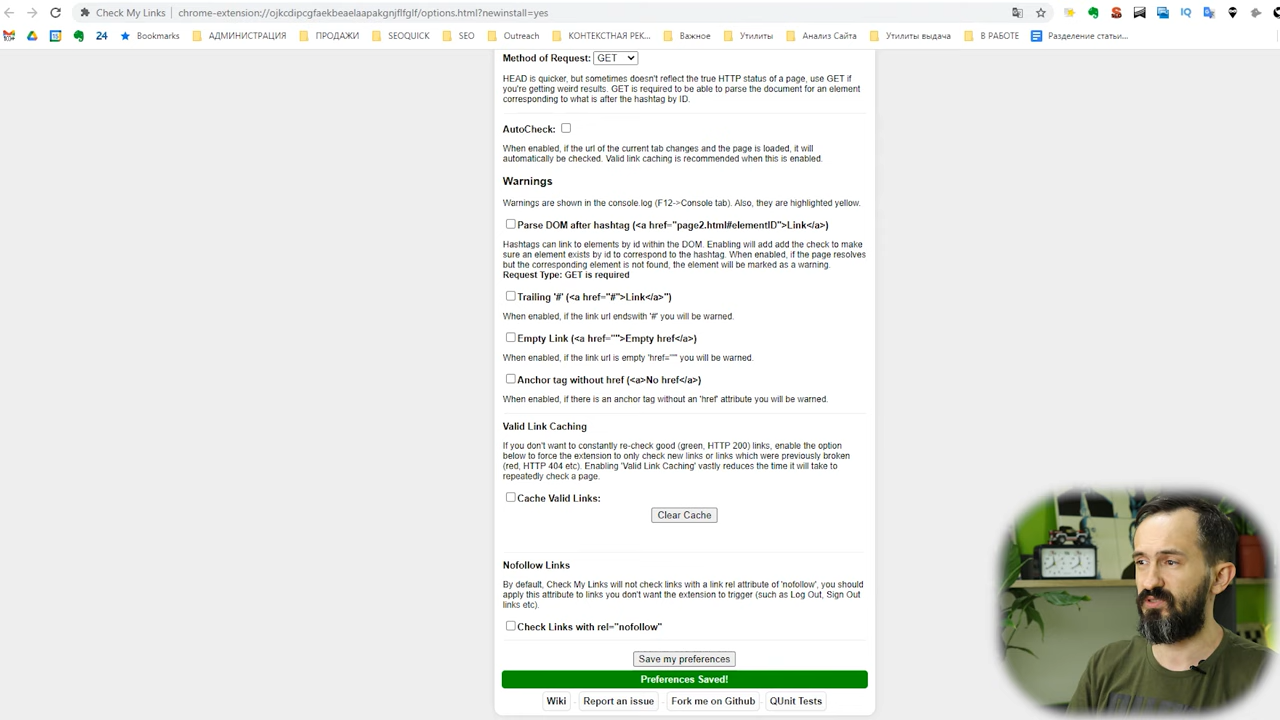 Check My Links | chrome-extension://ojkcdipcgfaekbeaelaapakgnjflfglf/options.html?newinstall=yes
24 Bookmarks АДМИНИСТРАЦИЯ ПРОДАЖИ SEOQUICK SEO Outreach КОНТЕКСТНАЯ РЕК... Важное Утилиты Анализ Сайта Утилиты выдача В РАБОТЕ Разделение статьи...
Method of Request: GET
HEAD is quicker, but sometimes doesn't reflect the true HTTP status of a page, use GET if
you're getting weird results. GET is required to be able to parse the document for an element
corresponding to what is after the hashtag by ID.
AutoCheck:
When enabled, if the url of the current tab changes and the page is loaded, it will
automatically be checked. Valid link caching is recommended when this is enabled.
Warnings
Warnings are shown in the console.log (F12->Console tab). Also, they are highlighted yellow.
Parse DOM after hashtag (<a href="page2.html#elementID">Link</a>)
Hashtags can link to elements by id within the DOM. Enabling will add add the check to make
sure an element exists by id to correspond to the hashtag. When enabled, if the page resolves
but the corresponding element is not found, the element will be marked as a warning.
Request Type: GET is required
Trailing '#' (<a href="#">Link</a>")
When enabled, if the link url endswith '#' you will be warned.
Empty Link (<a href="">Empty href</a>)
When enabled, if the link url is empty 'href=""' you will be warned.
Anchor tag without href (<a>No href</a>)
When enabled, if there is an anchor tag without an 'href' attribute you will be warned.
Valid Link Caching
If you don't want to constantly re-check good (green, HTTP 200) links, enable the option
below to force the extension to only check new links or links which were previously broken
(red, HTTP 404 etc). Enabling 'Valid Link Caching' vastly reduces the time it will take to
repeatedly check a page.
Cache Valid Links:
Clear Cache
Nofollow Links
By default, Check My Links will not check links with a link rel attribute of 'nofollow', you should
apply this attribute to links you don't want the extension to trigger (such as Log Out, Sign Out
links etc).
Check Links with rel="nofollow"
Save my preferences
Preferences Saved!
Wiki - Report an issue - Fork me on Github - QUnit Tests